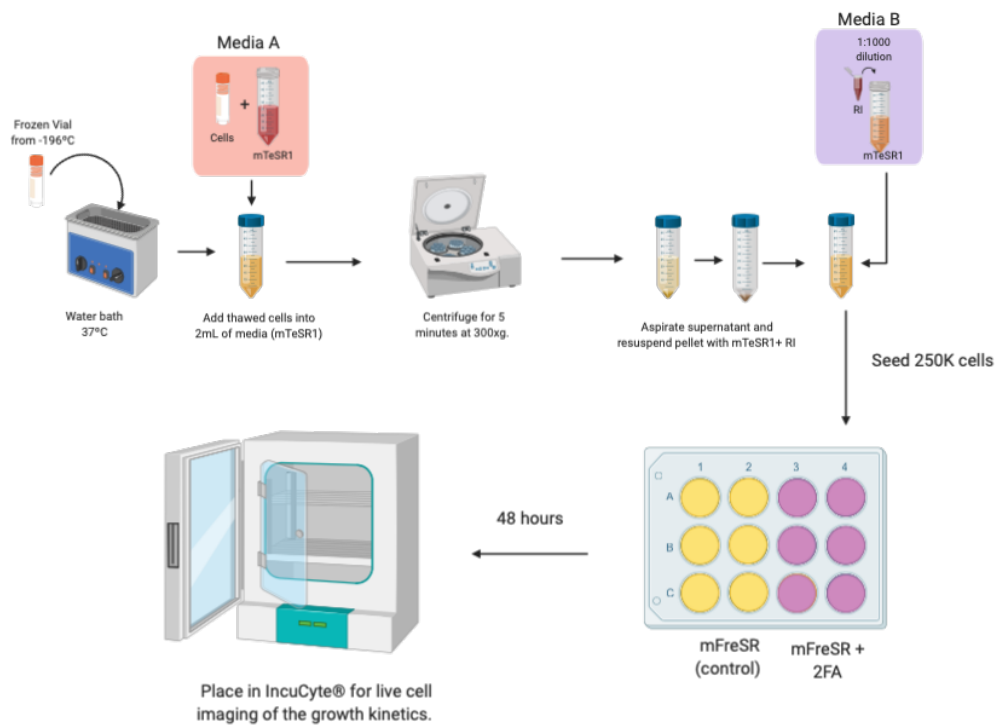 Media A
Cells
+
mTeSR1
Media B
1:1000
dilution
RI
mTeSR1
Frozen Vial
from -196ºC
Water bath
37ºC
Add thawed cells into
2mL of media (mTeSR1)
Centrifuge for 5
minutes at 300xg.
Aspirate supernatant and
resuspend pellet with mTeSR1+ RI
Seed 250K cells
1 2 3 4
A
B
C
mFreSR
(control)
mFreSR +
2FA
48 hours
Place in IncuCyte® for live cell
imaging of the growth kinetics.